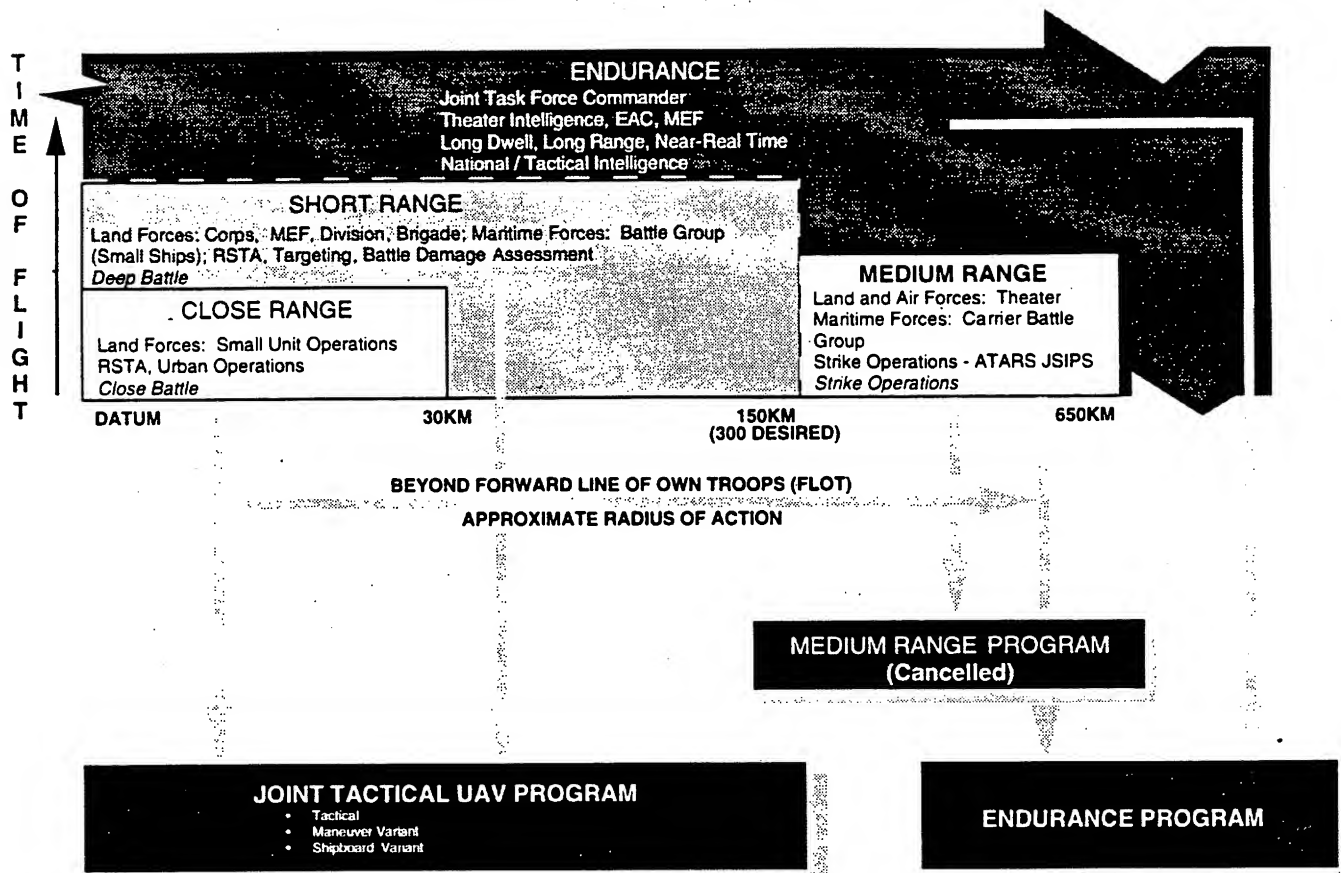 TIME OF FLIGHT
ENDURANCE
Joint Task Force Commander
Theater Intelligence, EAC, MEF
Long Dwell, Long Range, Near-Real Time
National / Tactical Intelligence
SHORT RANGE
Land Forces: Corps, MEF, Division, Brigade; Maritime Forces: Battle Group
(Small Ships); RSTA, Targeting, Battle Damage Assessment
Deep Battle
CLOSE RANGE
Land Forces: Small Unit Operations
RSTA, Urban Operations
Close Battle
MEDIUM RANGE
Land and Air Forces: Theater
Maritime Forces: Carrier Battle
Group
Strike Operations - ATARS JSIPS
Strike Operations
DATUM 30KM 150KM 650KM
(300 DESIRED)
BEYOND FORWARD LINE OF OWN TROOPS (FLOT)
APPROXIMATE RADIUS OF ACTION
MEDIUM RANGE PROGRAM
(Cancelled)
JOINT TACTICAL UAV PROGRAM
• Tactical
• Maneuver Variant
• Shipboard Variant
ENDURANCE PROGRAM